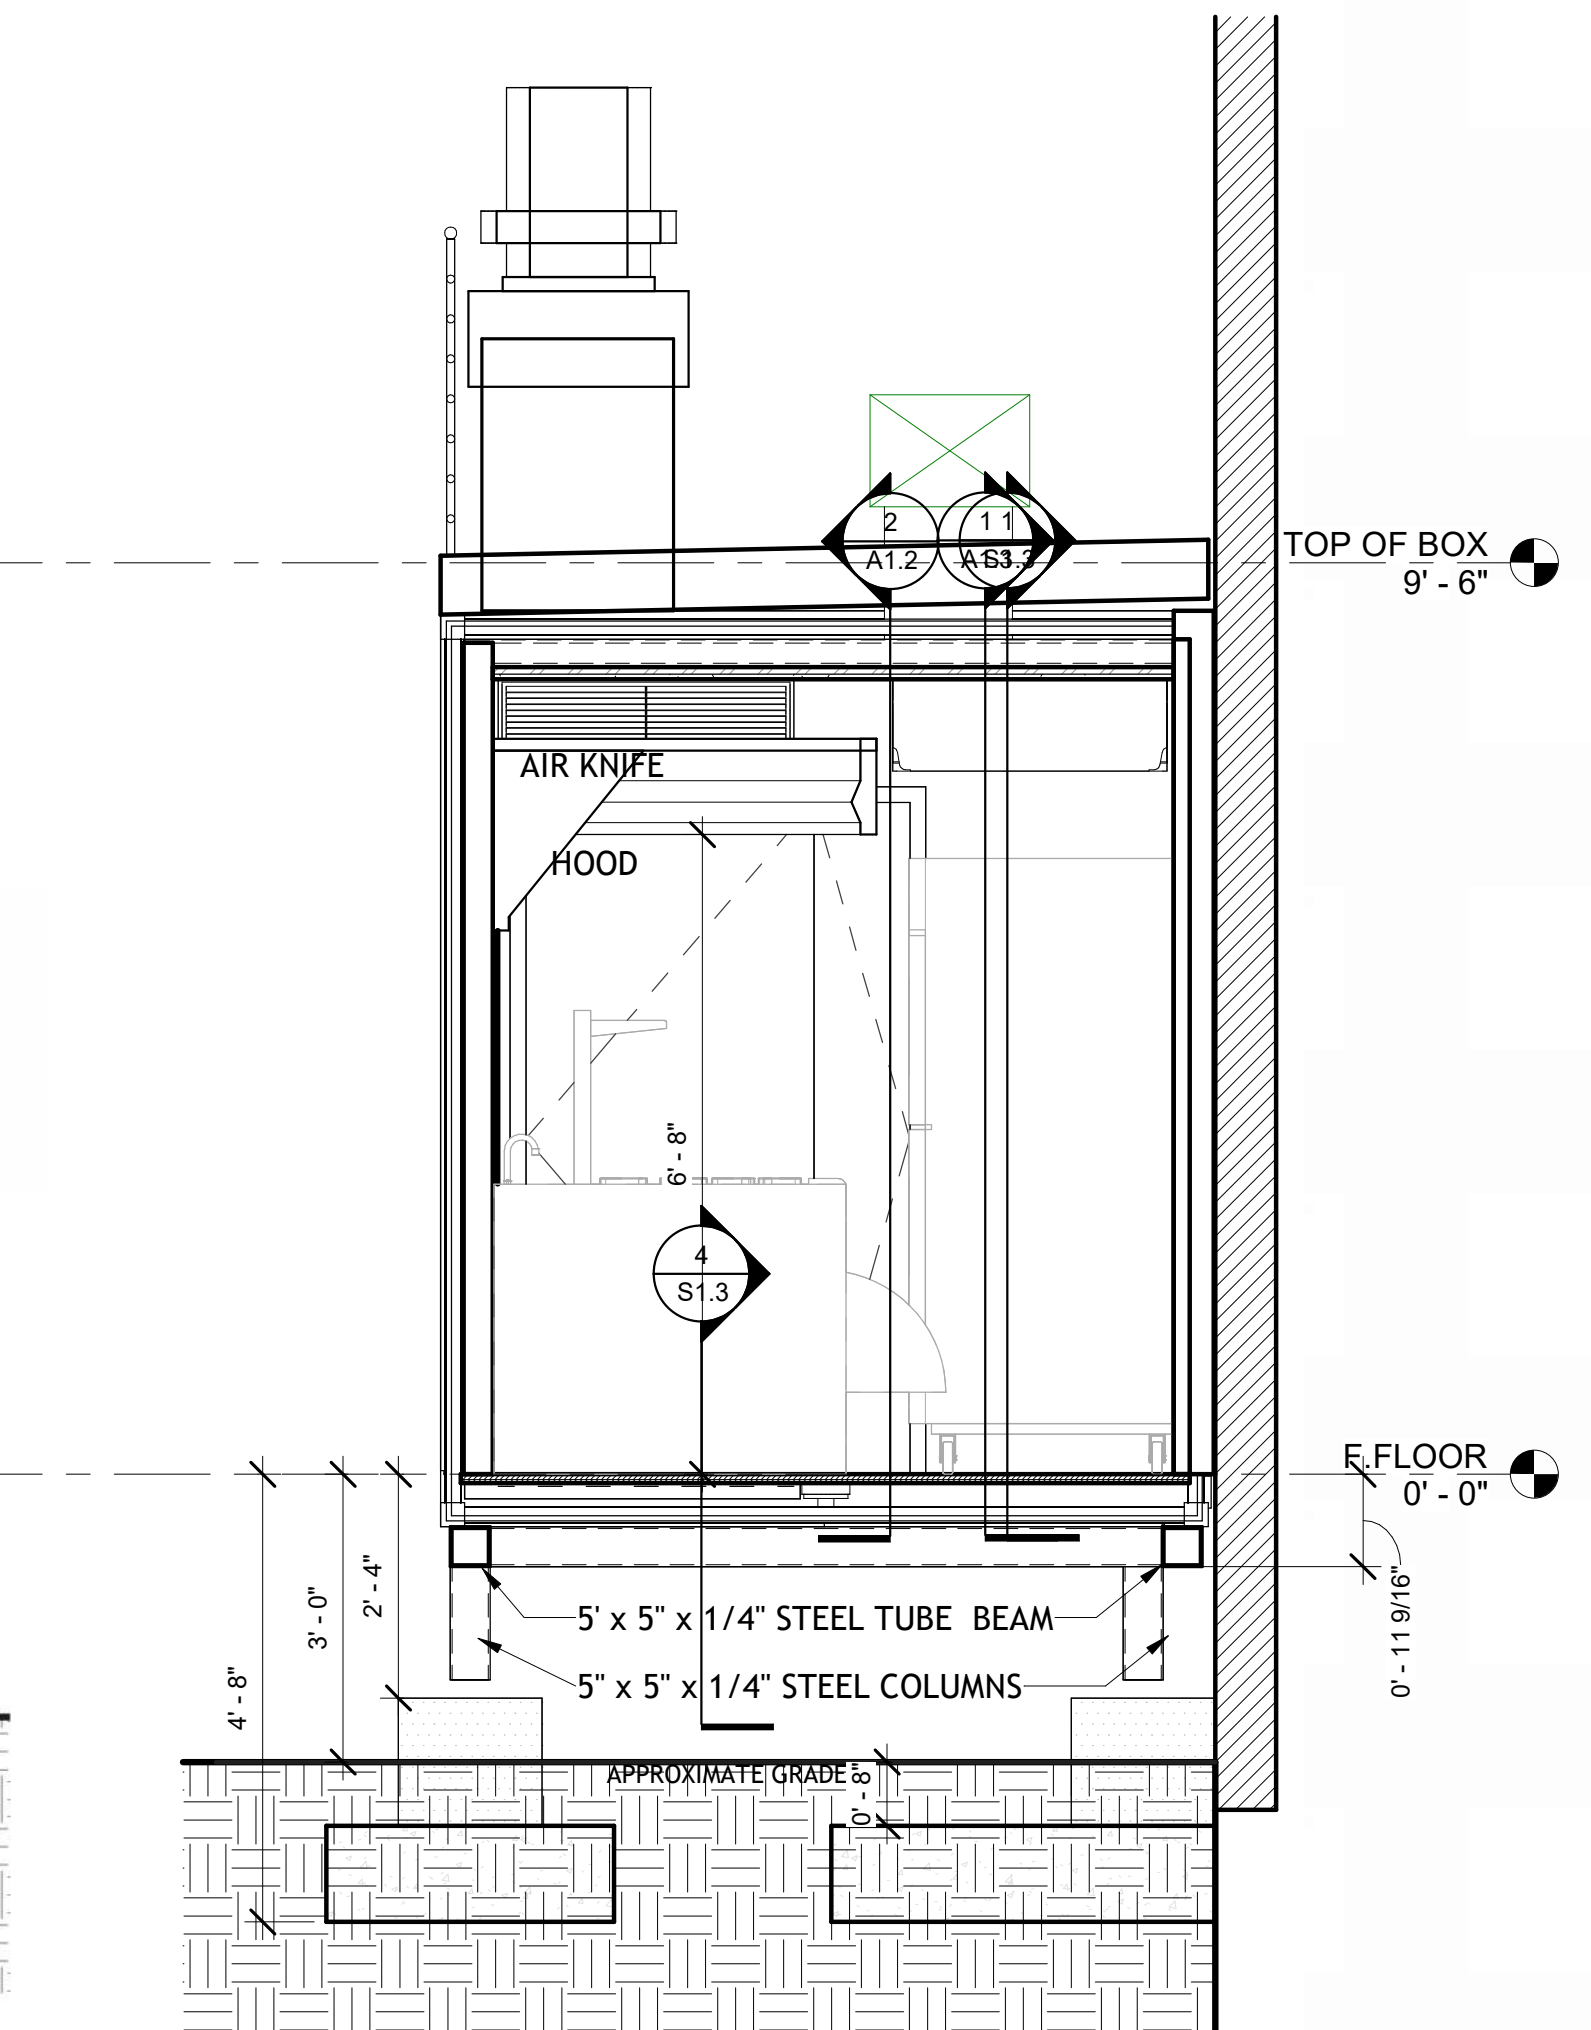 2
1 1
A1.2
TOP OF BOX
9' - 6"
AIR KNIFE
HOOD
6' - 8"
4
S1.3
F.FLOOR
0' - 0"
2' - 4"
3' - 0"
4' - 8"
0' - 11 9/16"
5' x 5" x 1/4" STEEL TUBE BEAM
5" x 5" x 1/4" STEEL COLUMNS
APPROXIMATE GRADE
0' - 8"